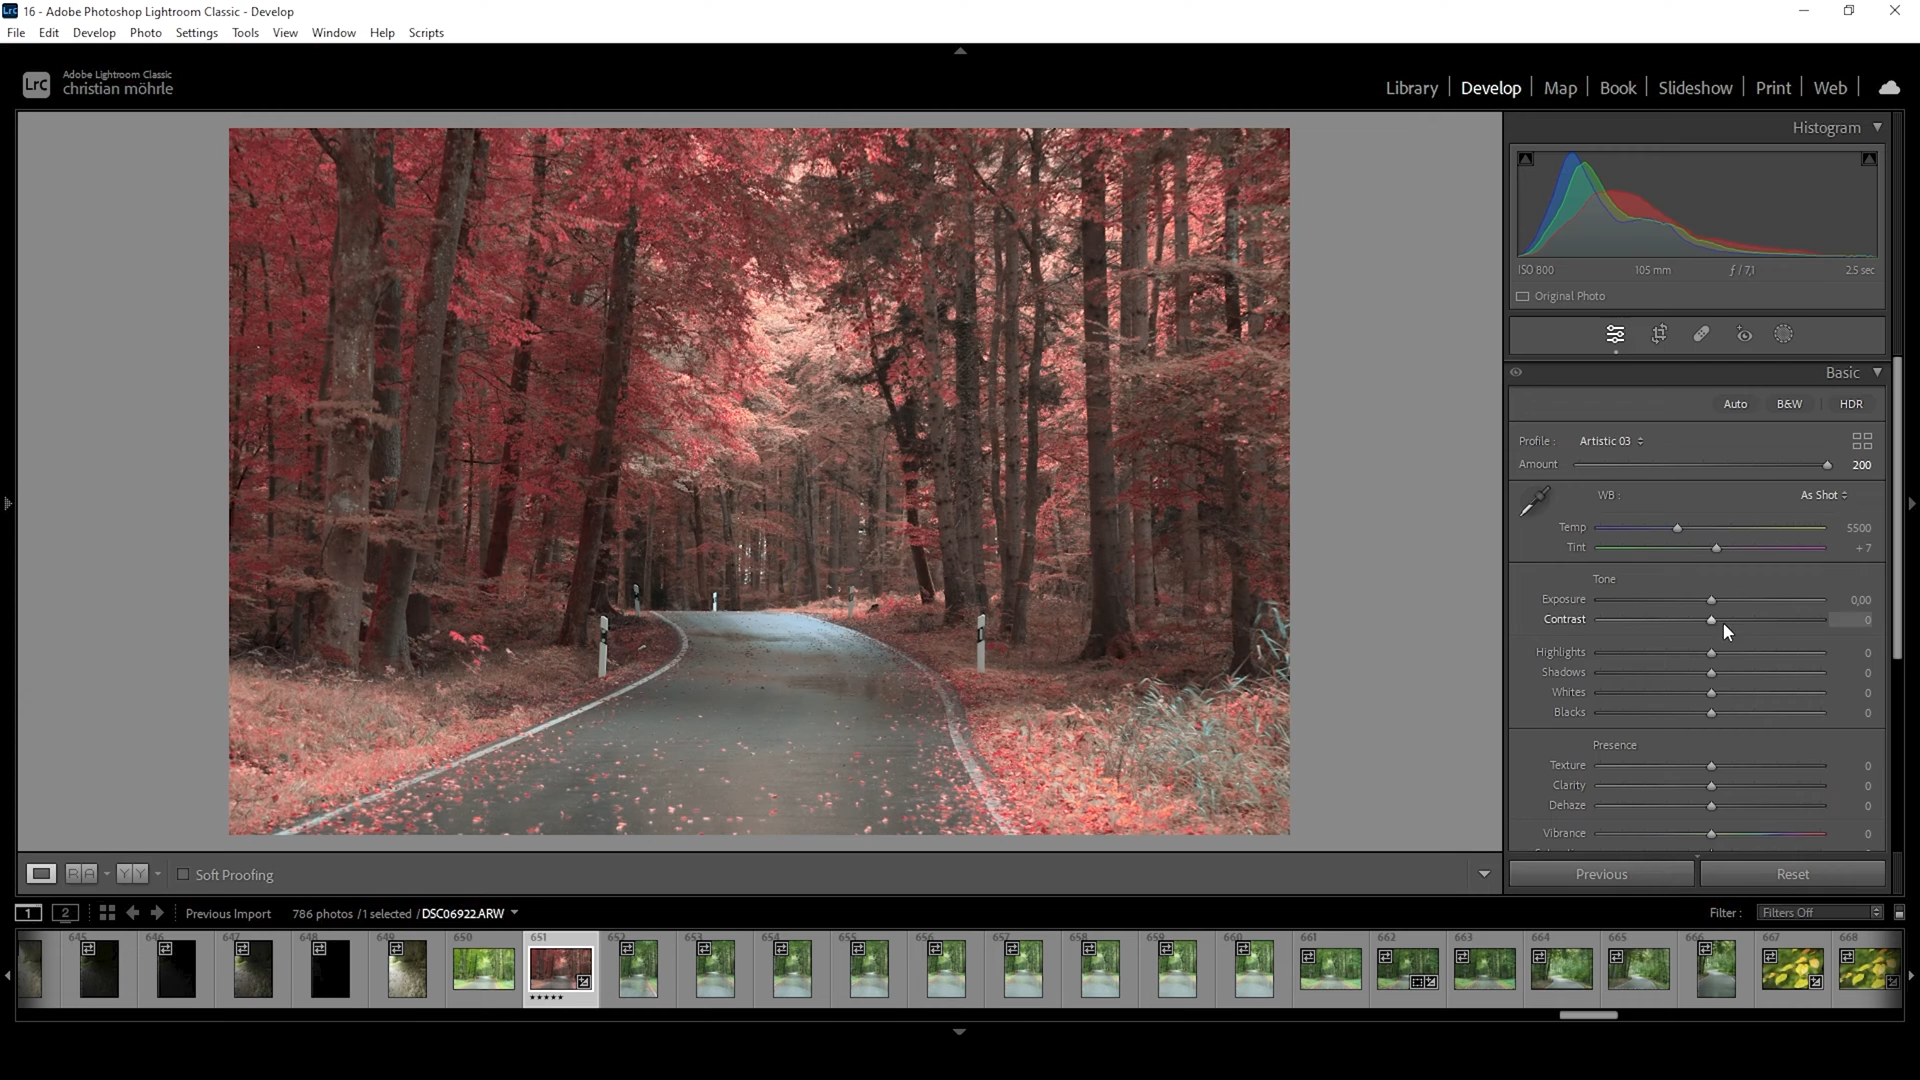 Lrc 16 - Adobe Photoshop Lightroom Classic - Develop
File Edit Develop Photo Settings Tools View Window Help Scripts
LrC Adobe Lightroom Classic
christian möhrle
Library Develop Map Book Slideshow Print Web
Histogram
ISO 800 105 mm ƒ / 7,1 2,5 sec
Original Photo
Basic
Auto B&W HDR
Profile : Artistic 03
Amount 200
WB : As Shot
Temp 5500
Tint + 7
Tone
Exposure 0,00
Contrast 0
Highlights 0
Shadows 0
Whites 0
Blacks 0
Presence
Texture 0
Clarity 0
Dehaze 0
Vibrance 0
R A Y Y Soft Proofing
Previous Reset
1 2 Previous Import 786 photos / 1 selected / DSC06922.ARW Filter : Filters Off
645 646 647 648 649 650 651 652 653 654 655 656 657 658 659 660 661 662 663 664 665 666 667 668